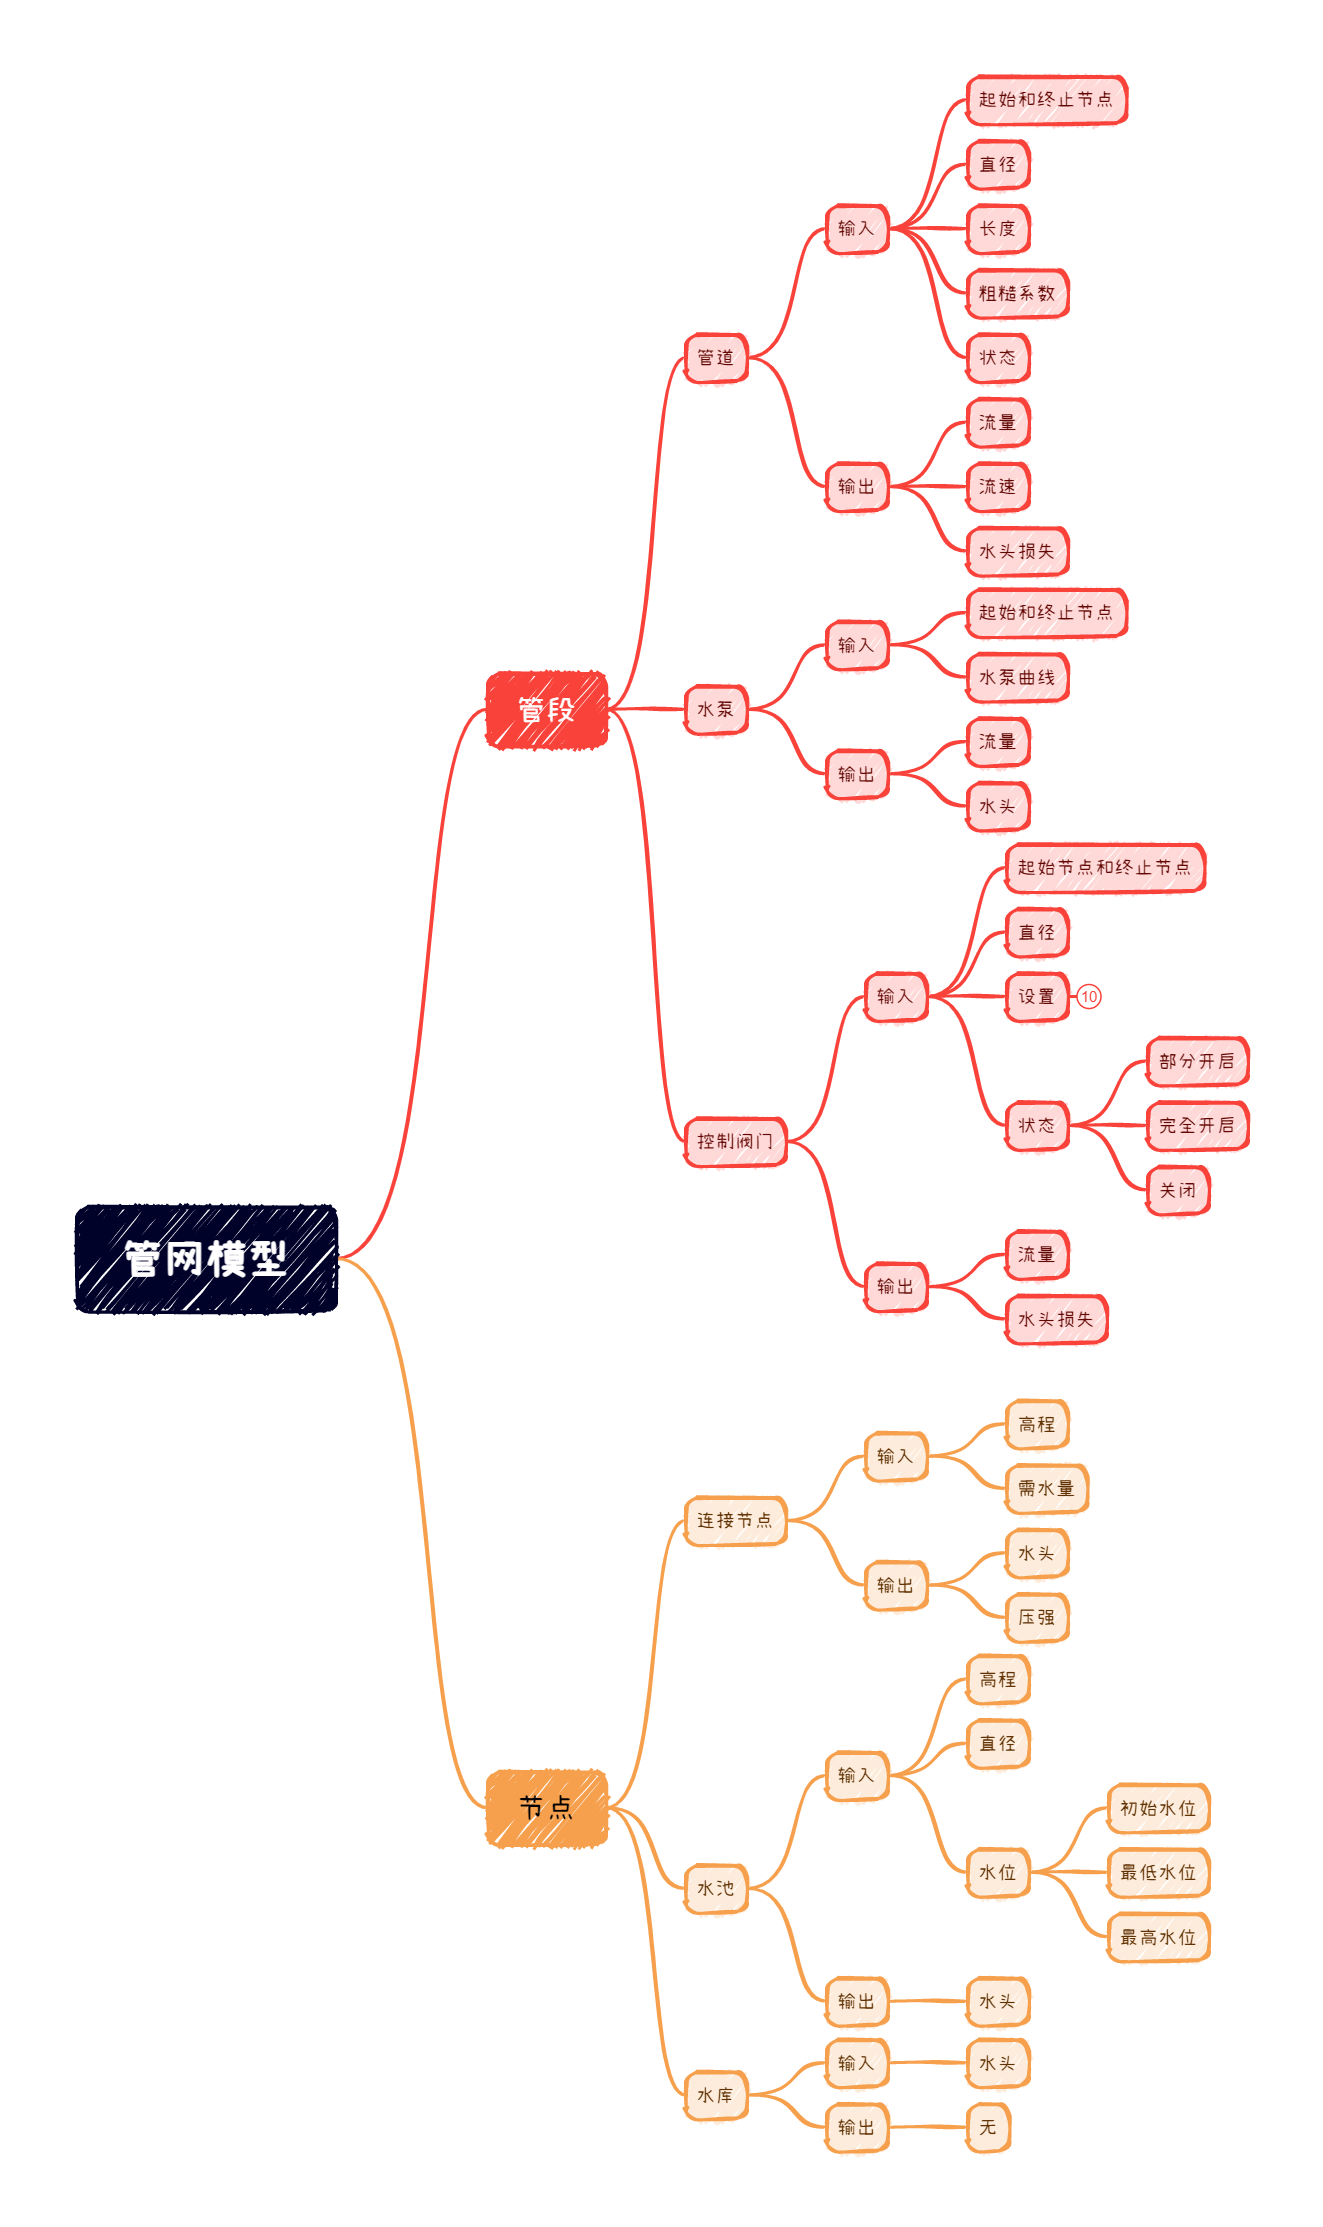 管网模型
管段
管道
输入
起始和终止节点
直径
长度
粗糙系数
状态
输出
流量
流速
水头损失
水泵
输入
起始和终止节点
水泵曲线
输出
流量
水头
控制阀门
输入
起始节点和终止节点
直径
设置
10
状态
部分开启
完全开启
关闭
输出
流量
水头损失
节点
连接节点
输入
高程
需水量
输出
水头
压强
水池
输入
高程
直径
水位
初始水位
最低水位
最高水位
输出
水头
水库
输入
水头
输出
无